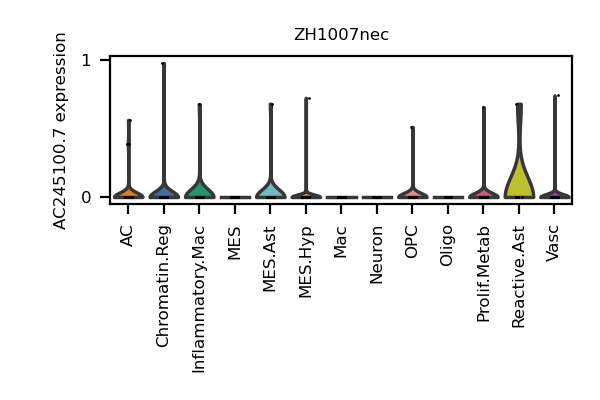 ZH1007nec
AC245100.7 expression
1
0
AC
Chromatin.Reg
Inflammatory.Mac
MES
MES.Ast
MES.Hyp
Mac
Neuron
OPC
Oligo
Prolif.Metab
Reactive.Ast
Vasc